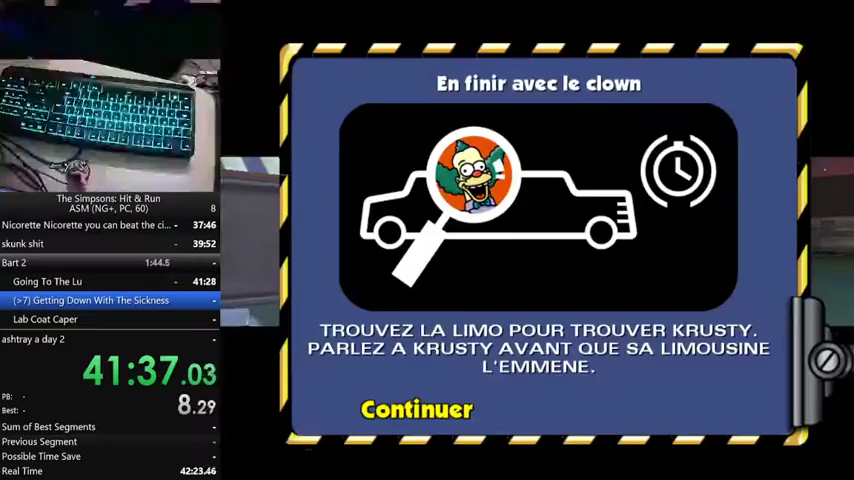 En finir avec le clown
TROUVEZ LA LIMO POUR TROUVER KRUSTY.
PARLEZ A KRUSTY AVANT QUE SA LIMOUSINE
L'EMMENE.
Continuer
The Simpsons: Hit & Run
ASM (NG+, PC, 60) 8
Nicorette Nicorette you can beat the ci... - 37:46
skunk shit - 39:52
Bart 2 1:44.5 -
Going To The Lu - 41:28
(>7) Getting Down With The Sickness -
Lab Coat Caper -
ashtray a day 2 -
41:37.03
PB: -
Best: -
8.29
Sum of Best Segments -
Previous Segment -
Possible Time Save -
Real Time 42:23.46